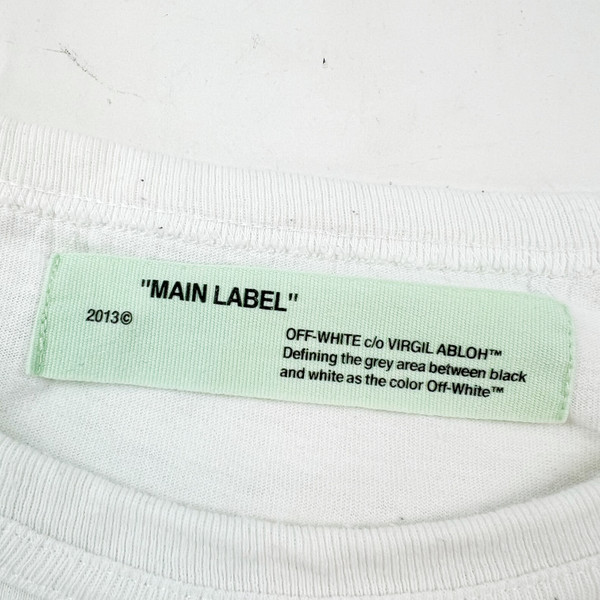 "MAIN LABEL"
2013©
OFF-WHITE c/o VIRGIL ABLOH™
Defining the grey area between black
and white as the color Off-White™